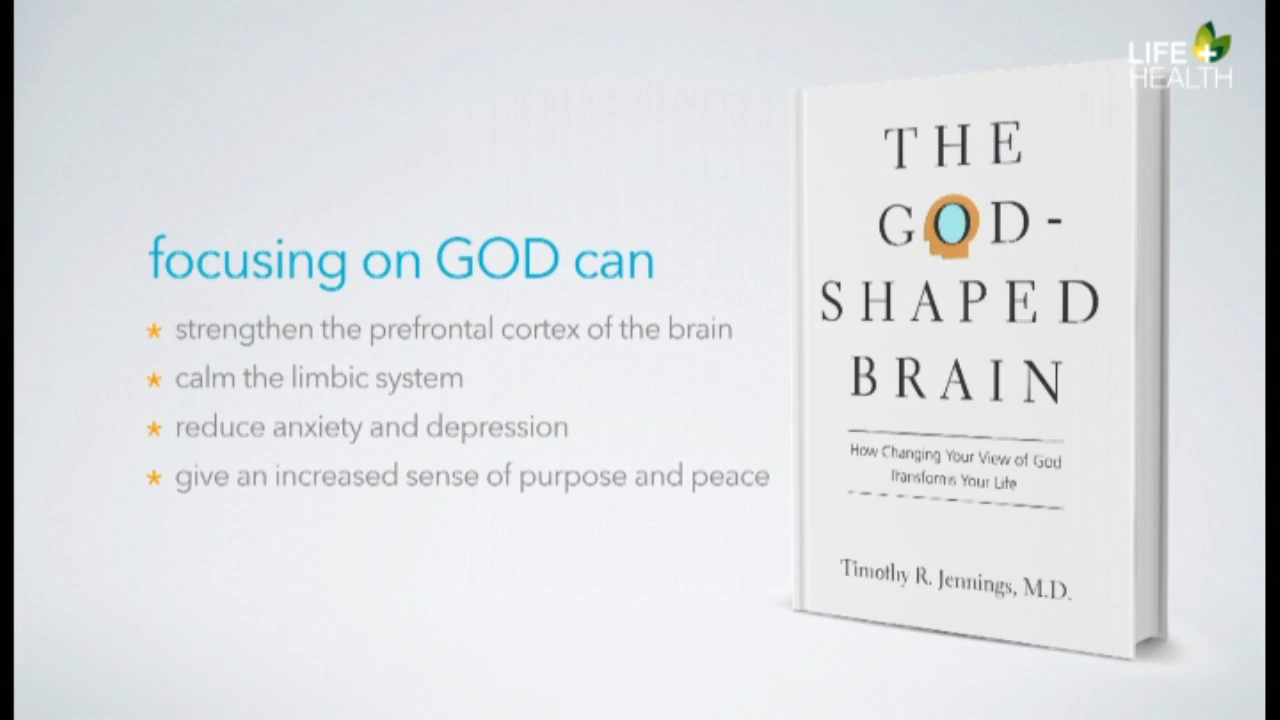 LIFE +
HEALTH
focusing on GOD can
* strengthen the prefrontal cortex of the brain
* calm the limbic system
* reduce anxiety and depression
* give an increased sense of purpose and peace
THE
GOD-
SHAPED
BRAIN
How Changing Your View of God
Transforms Your Life
Timothy R. Jennings, M.D.